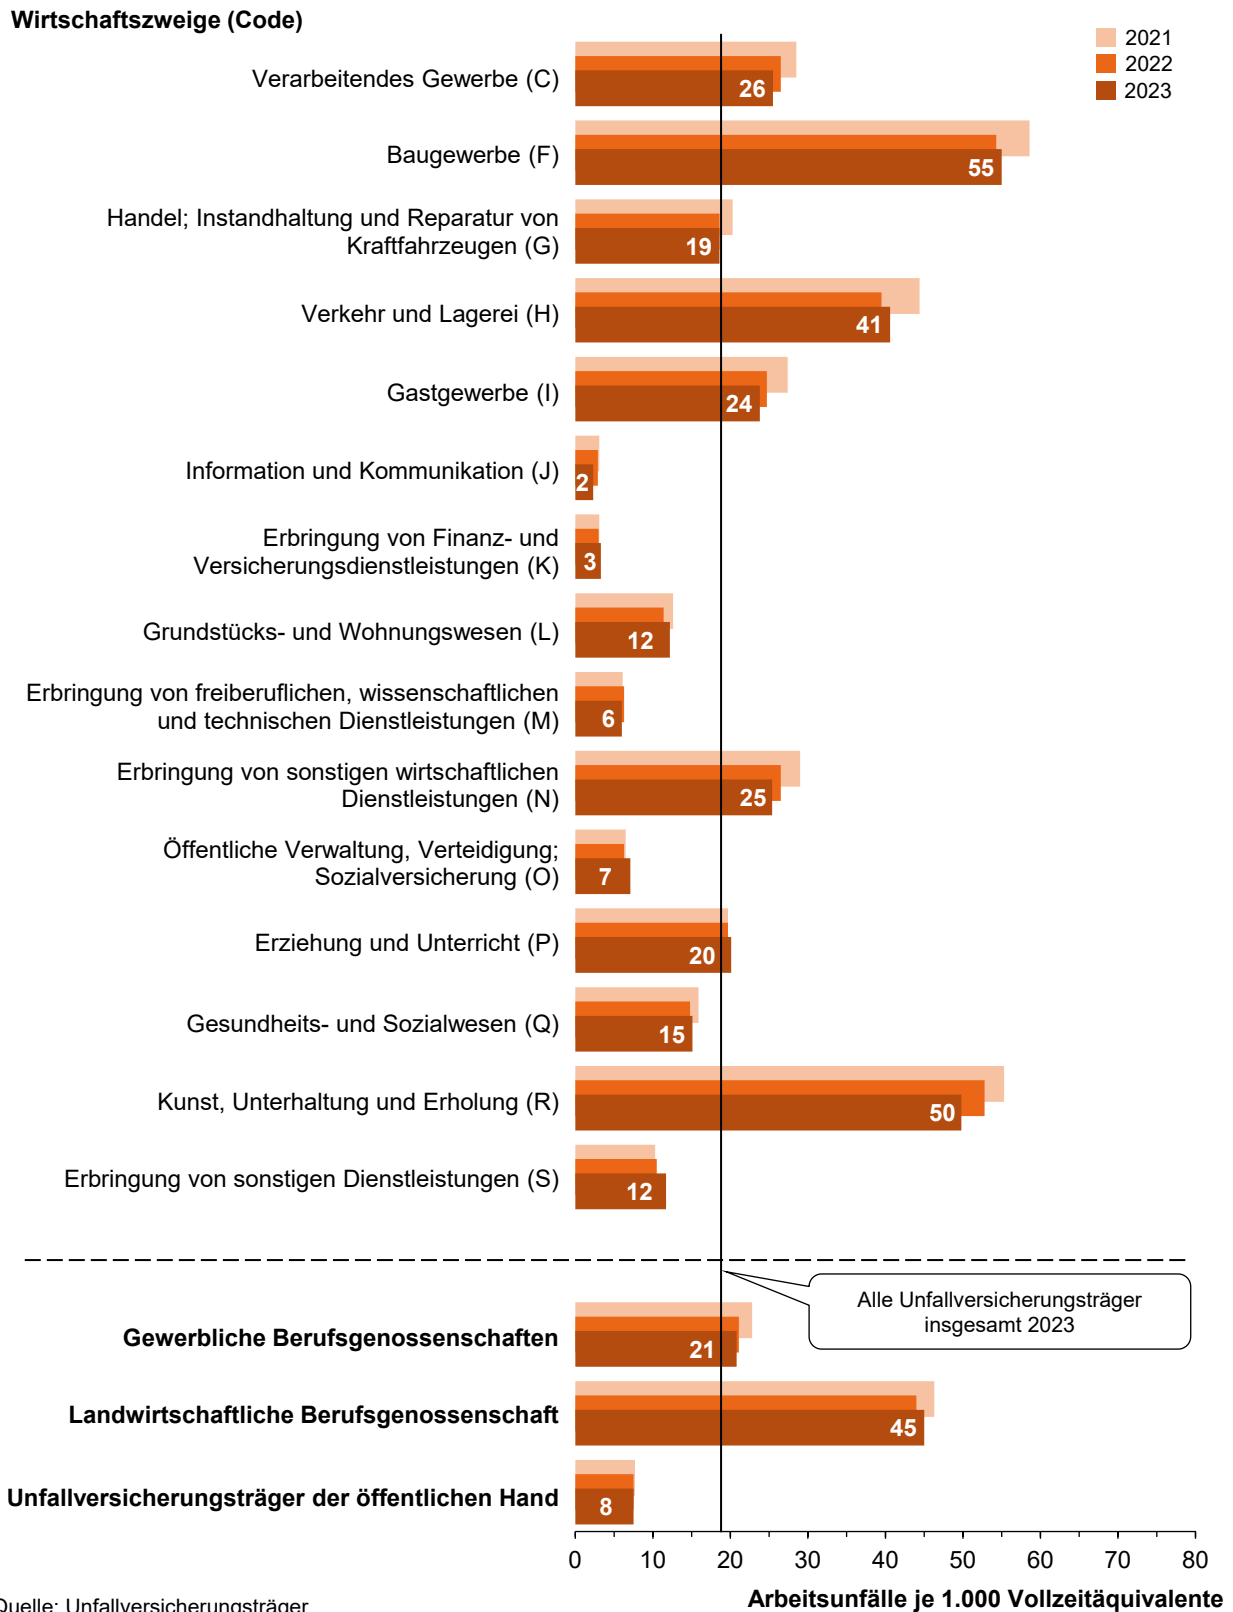 Wirtschaftszweige (Code)
2021
2022
2023
Verarbeitendes Gewerbe (C)
26
Baugewerbe (F)
55
Handel; Instandhaltung und Reparatur von
Kraftfahrzeugen (G)
19
Verkehr und Lagerei (H)
41
Gastgewerbe (I)
24
Information und Kommunikation (J)
2
Erbringung von Finanz- und
Versicherungsdienstleistungen (K)
3
Grundstücks- und Wohnungswesen (L)
12
Erbringung von freiberuflichen, wissenschaftlichen
und technischen Dienstleistungen (M)
6
Erbringung von sonstigen wirtschaftlichen
Dienstleistungen (N)
25
Öffentliche Verwaltung, Verteidigung;
Sozialversicherung (O)
7
Erziehung und Unterricht (P)
20
Gesundheits- und Sozialwesen (Q)
15
Kunst, Unterhaltung und Erholung (R)
50
Erbringung von sonstigen Dienstleistungen (S)
12
Alle Unfallversicherungsträger
insgesamt 2023
Gewerbliche Berufsgenossenschaften
21
Landwirtschaftliche Berufsgenossenschaft
45
Unfallversicherungsträger der öffentlichen Hand
8
0 10 20 30 40 50 60 70 80
Arbeitsunfälle je 1.000 Vollzeitäquivalente
Quelle: Unfallversicherungsträger